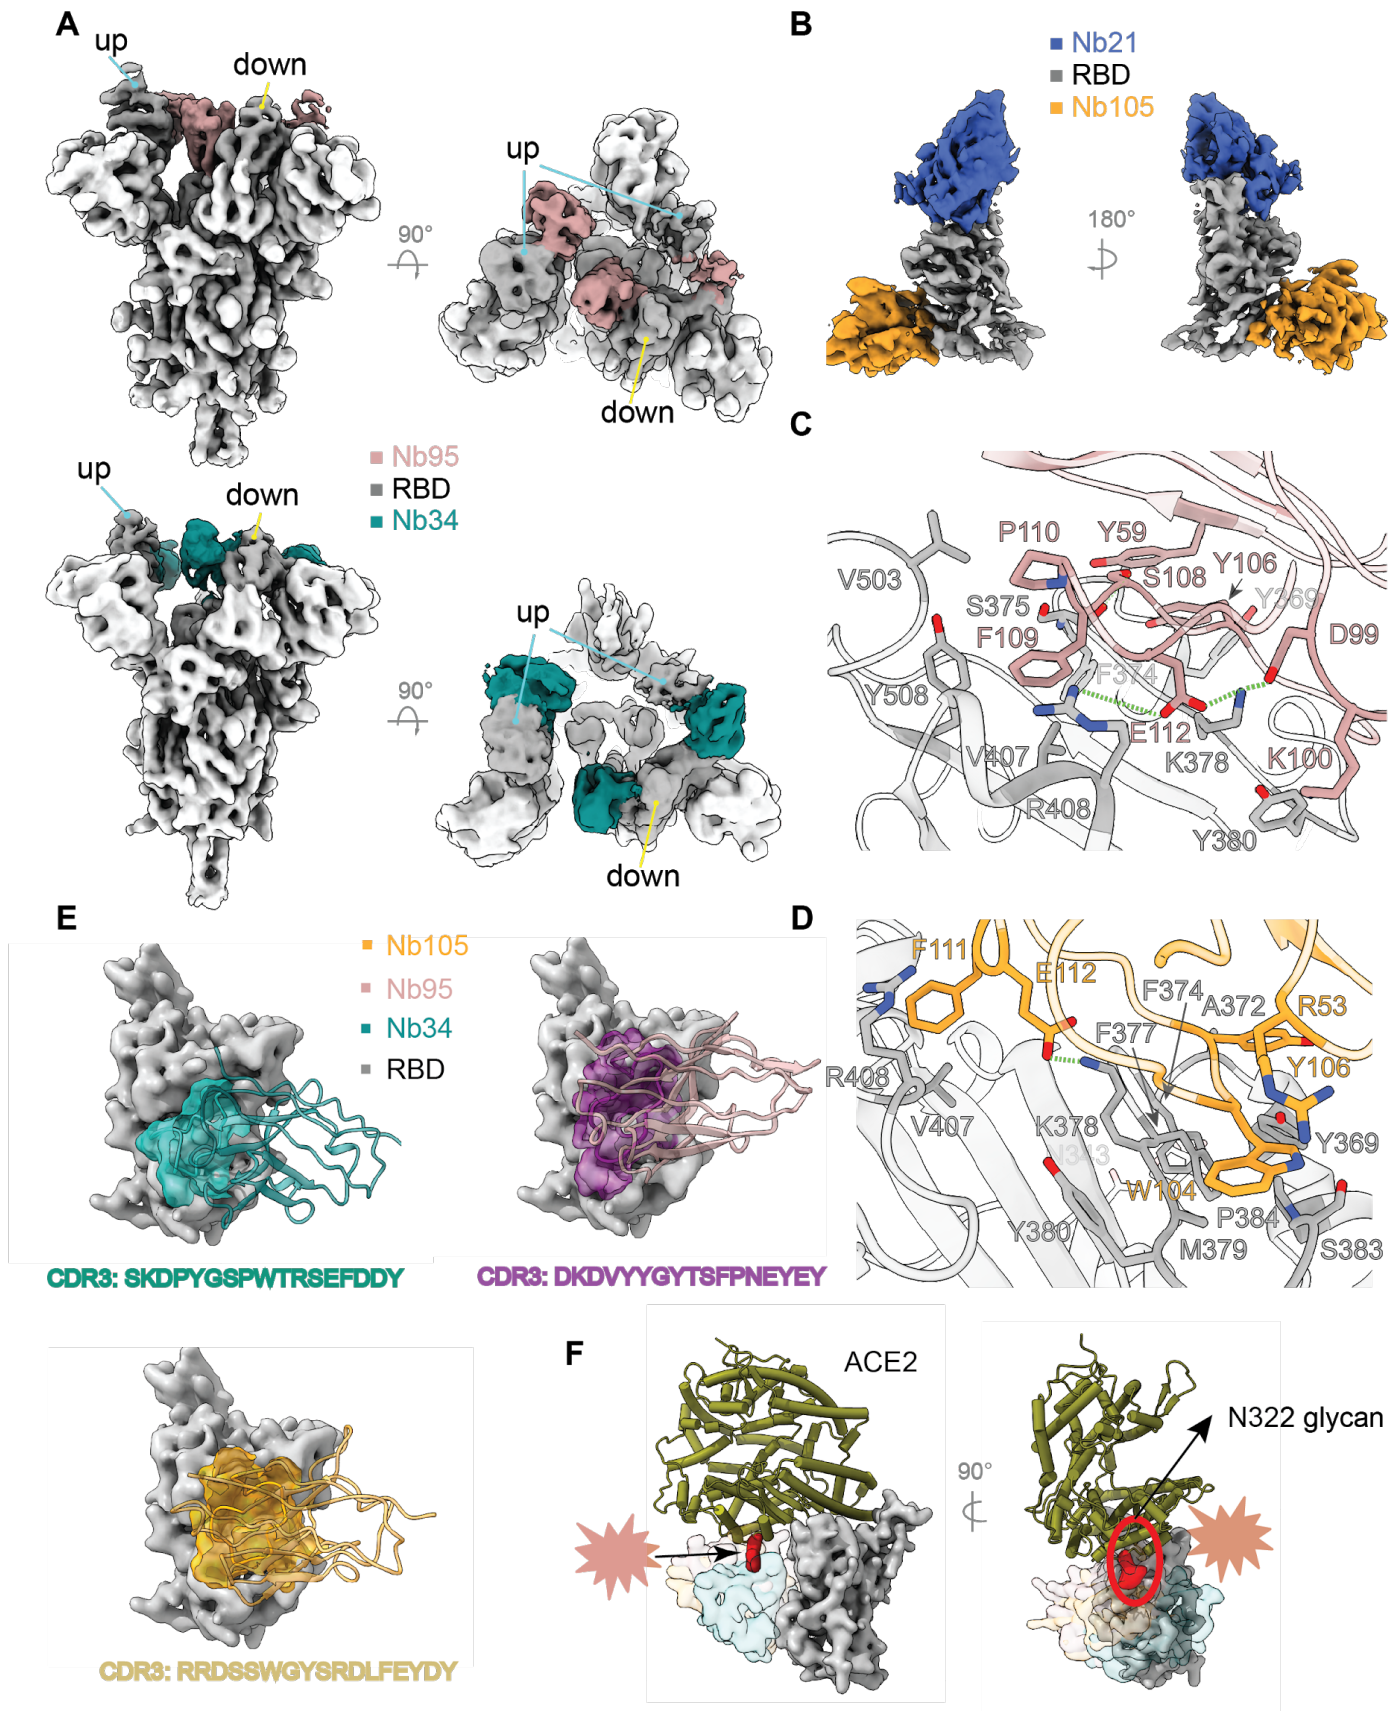 A
up
down
90°
up
down
B
Nb21
RBD
Nb105
180°
up
down
Nb95
RBD
Nb34
90°
up
down
C
P110
Y59
V503
S108
Y106
S375
Y369
F109
D99
F374
Y508
E112
V407
K378
K100
R408
Y380
D
F111
E112
F374
A372
R53
F377
Y106
R408
V407
K378
N343
Y369
W104
P384
Y380
M379
S383
E
Nb105
Nb95
Nb34
RBD
CDR3: SKDPYGSPWTRSEFDDY
CDR3: DKDVYYGYTSFPNEYEY
CDR3: RRDSSWGYSRDLFEYDY
F
ACE2
90°
N322 glycan